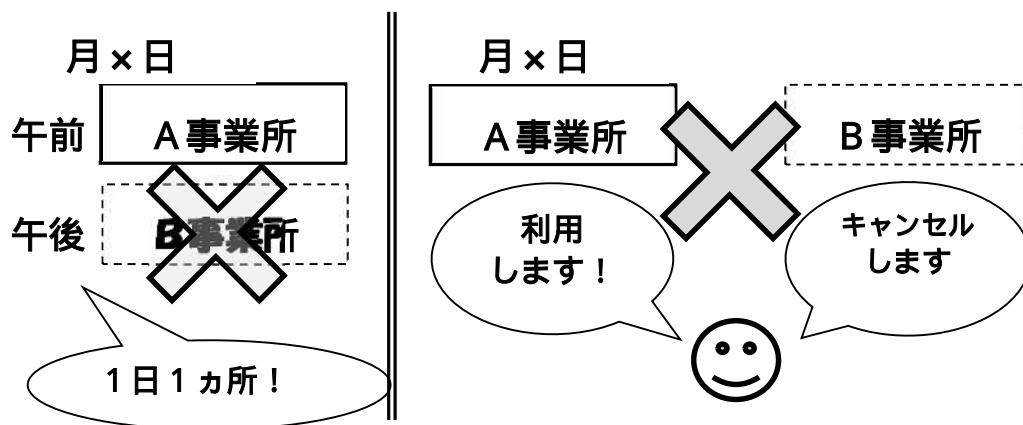 月×日
午前 A事業所
午後 B事業所
1日1ヵ所！
月×日
A事業所 B事業所
利用
します！
キャンセル
します